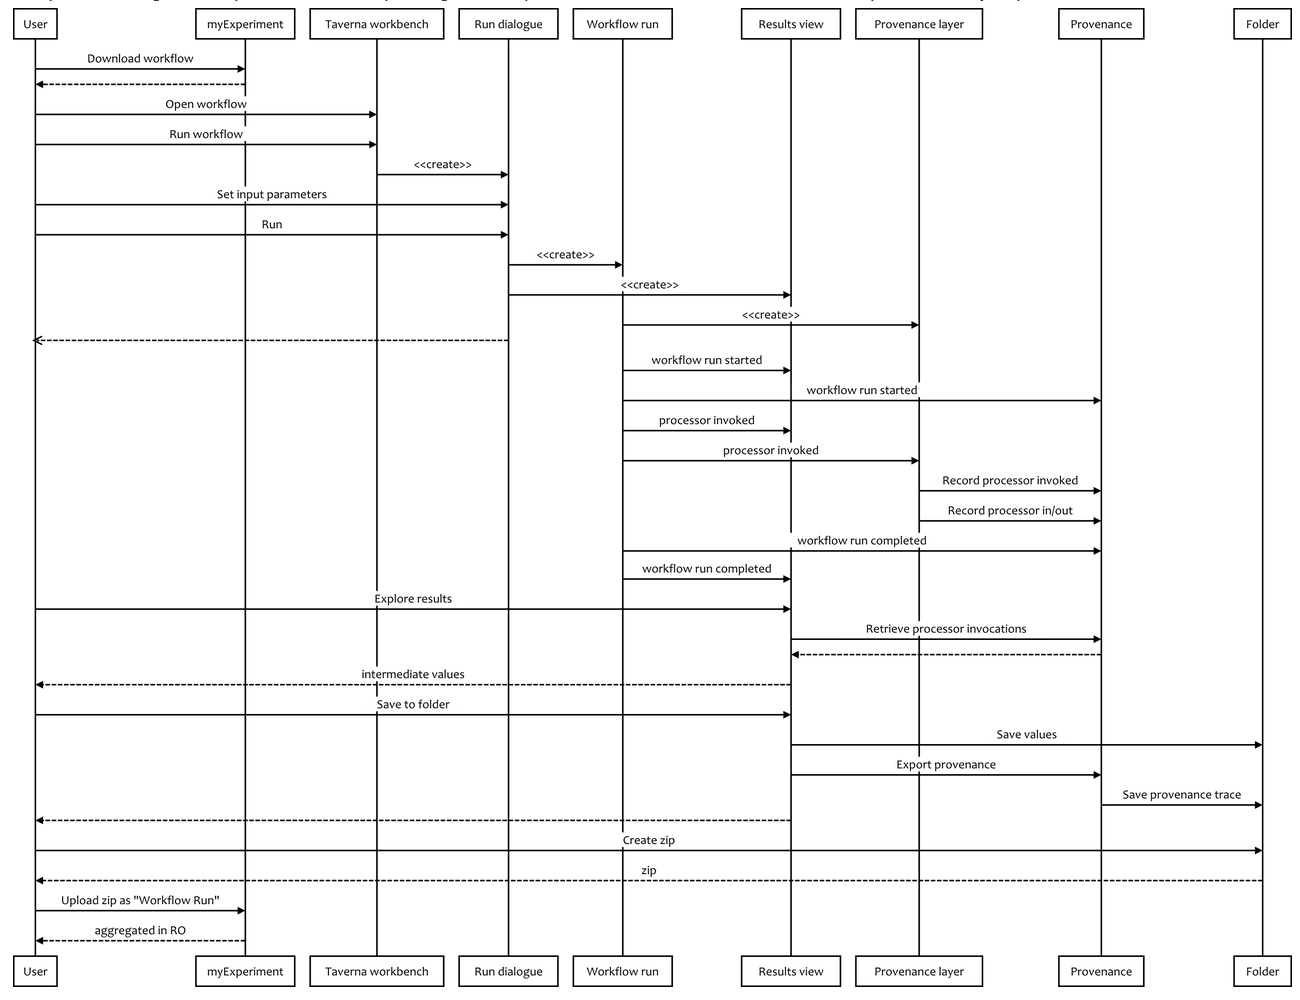 User myExperiment Taverna workbench Run dialogue Workflow run Results view Provenance layer Provenance Folder
Download workflow
Open workflow
Run workflow
<<create>>
Set input parameters
Run
<<create>>
<<create>>
<<create>>
workflow run started
workflow run started
processor invoked
processor invoked
Record processor invoked
Record processor in/out
workflow run completed
workflow run completed
Explore results
Retrieve processor invocations
intermediate values
Save to folder
Save values
Export provenance
Save provenance trace
Create zip
zip
Upload zip as "Workflow Run"
aggregated in RO
User myExperiment Taverna workbench Run dialogue Workflow run Results view Provenance layer Provenance Folder